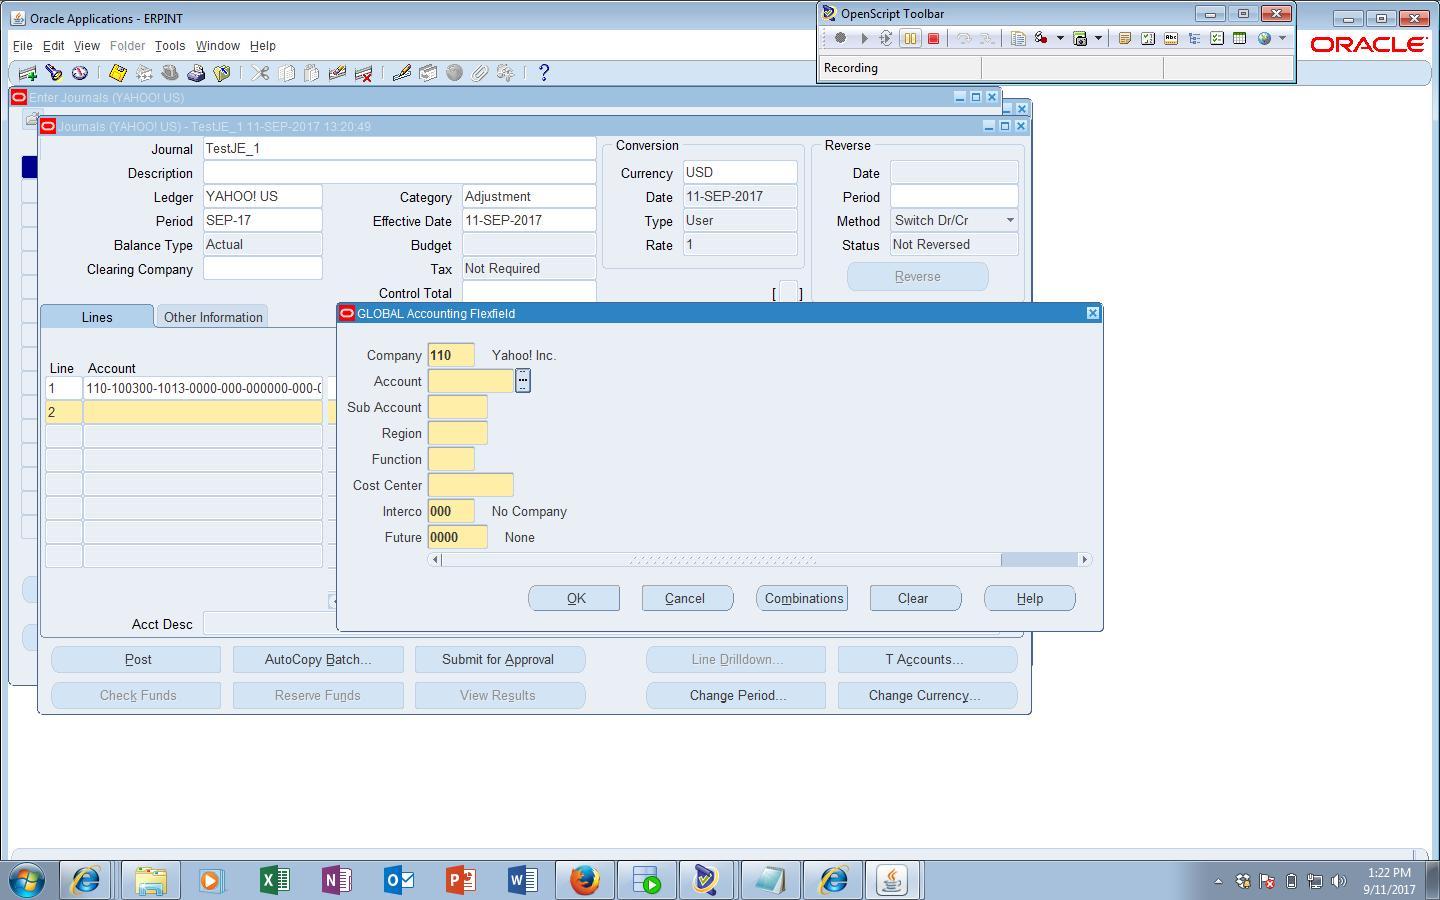 Oracle Applications - ERPINT
File Edit View Folder Tools Window Help
OpenScript Toolbar
Recording
ORACLE
Enter Journals (YAHOO! US)
Journals (YAHOO! US) - TestJE_1 11-SEP-2017 13:20:49
Journal TestJE_1
Description
Ledger YAHOO! US
Period SEP-17
Balance Type Actual
Clearing Company
Category Adjustment
Effective Date 11-SEP-2017
Budget
Tax Not Required
Control Total
Conversion
Currency USD
Date 11-SEP-2017
Type User
Rate 1
Reverse
Date
Period
Method Switch Dr/Cr
Status Not Reversed
Reverse
[ ]
Lines Other Information
Line Account
1 110-100300-1013-0000-000-000000-000-0
2
GLOBAL Accounting Flexfield
Company 110 Yahoo! Inc.
Account
Sub Account
Region
Function
Cost Center
Interco 000 No Company
Future 0000 None
OK Cancel Combinations Clear Help
Acct Desc
Post AutoCopy Batch... Submit for Approval Line Drilldown... T Accounts...
Check Funds Reserve Funds View Results Change Period... Change Currency...
1:22 PM
9/11/2017